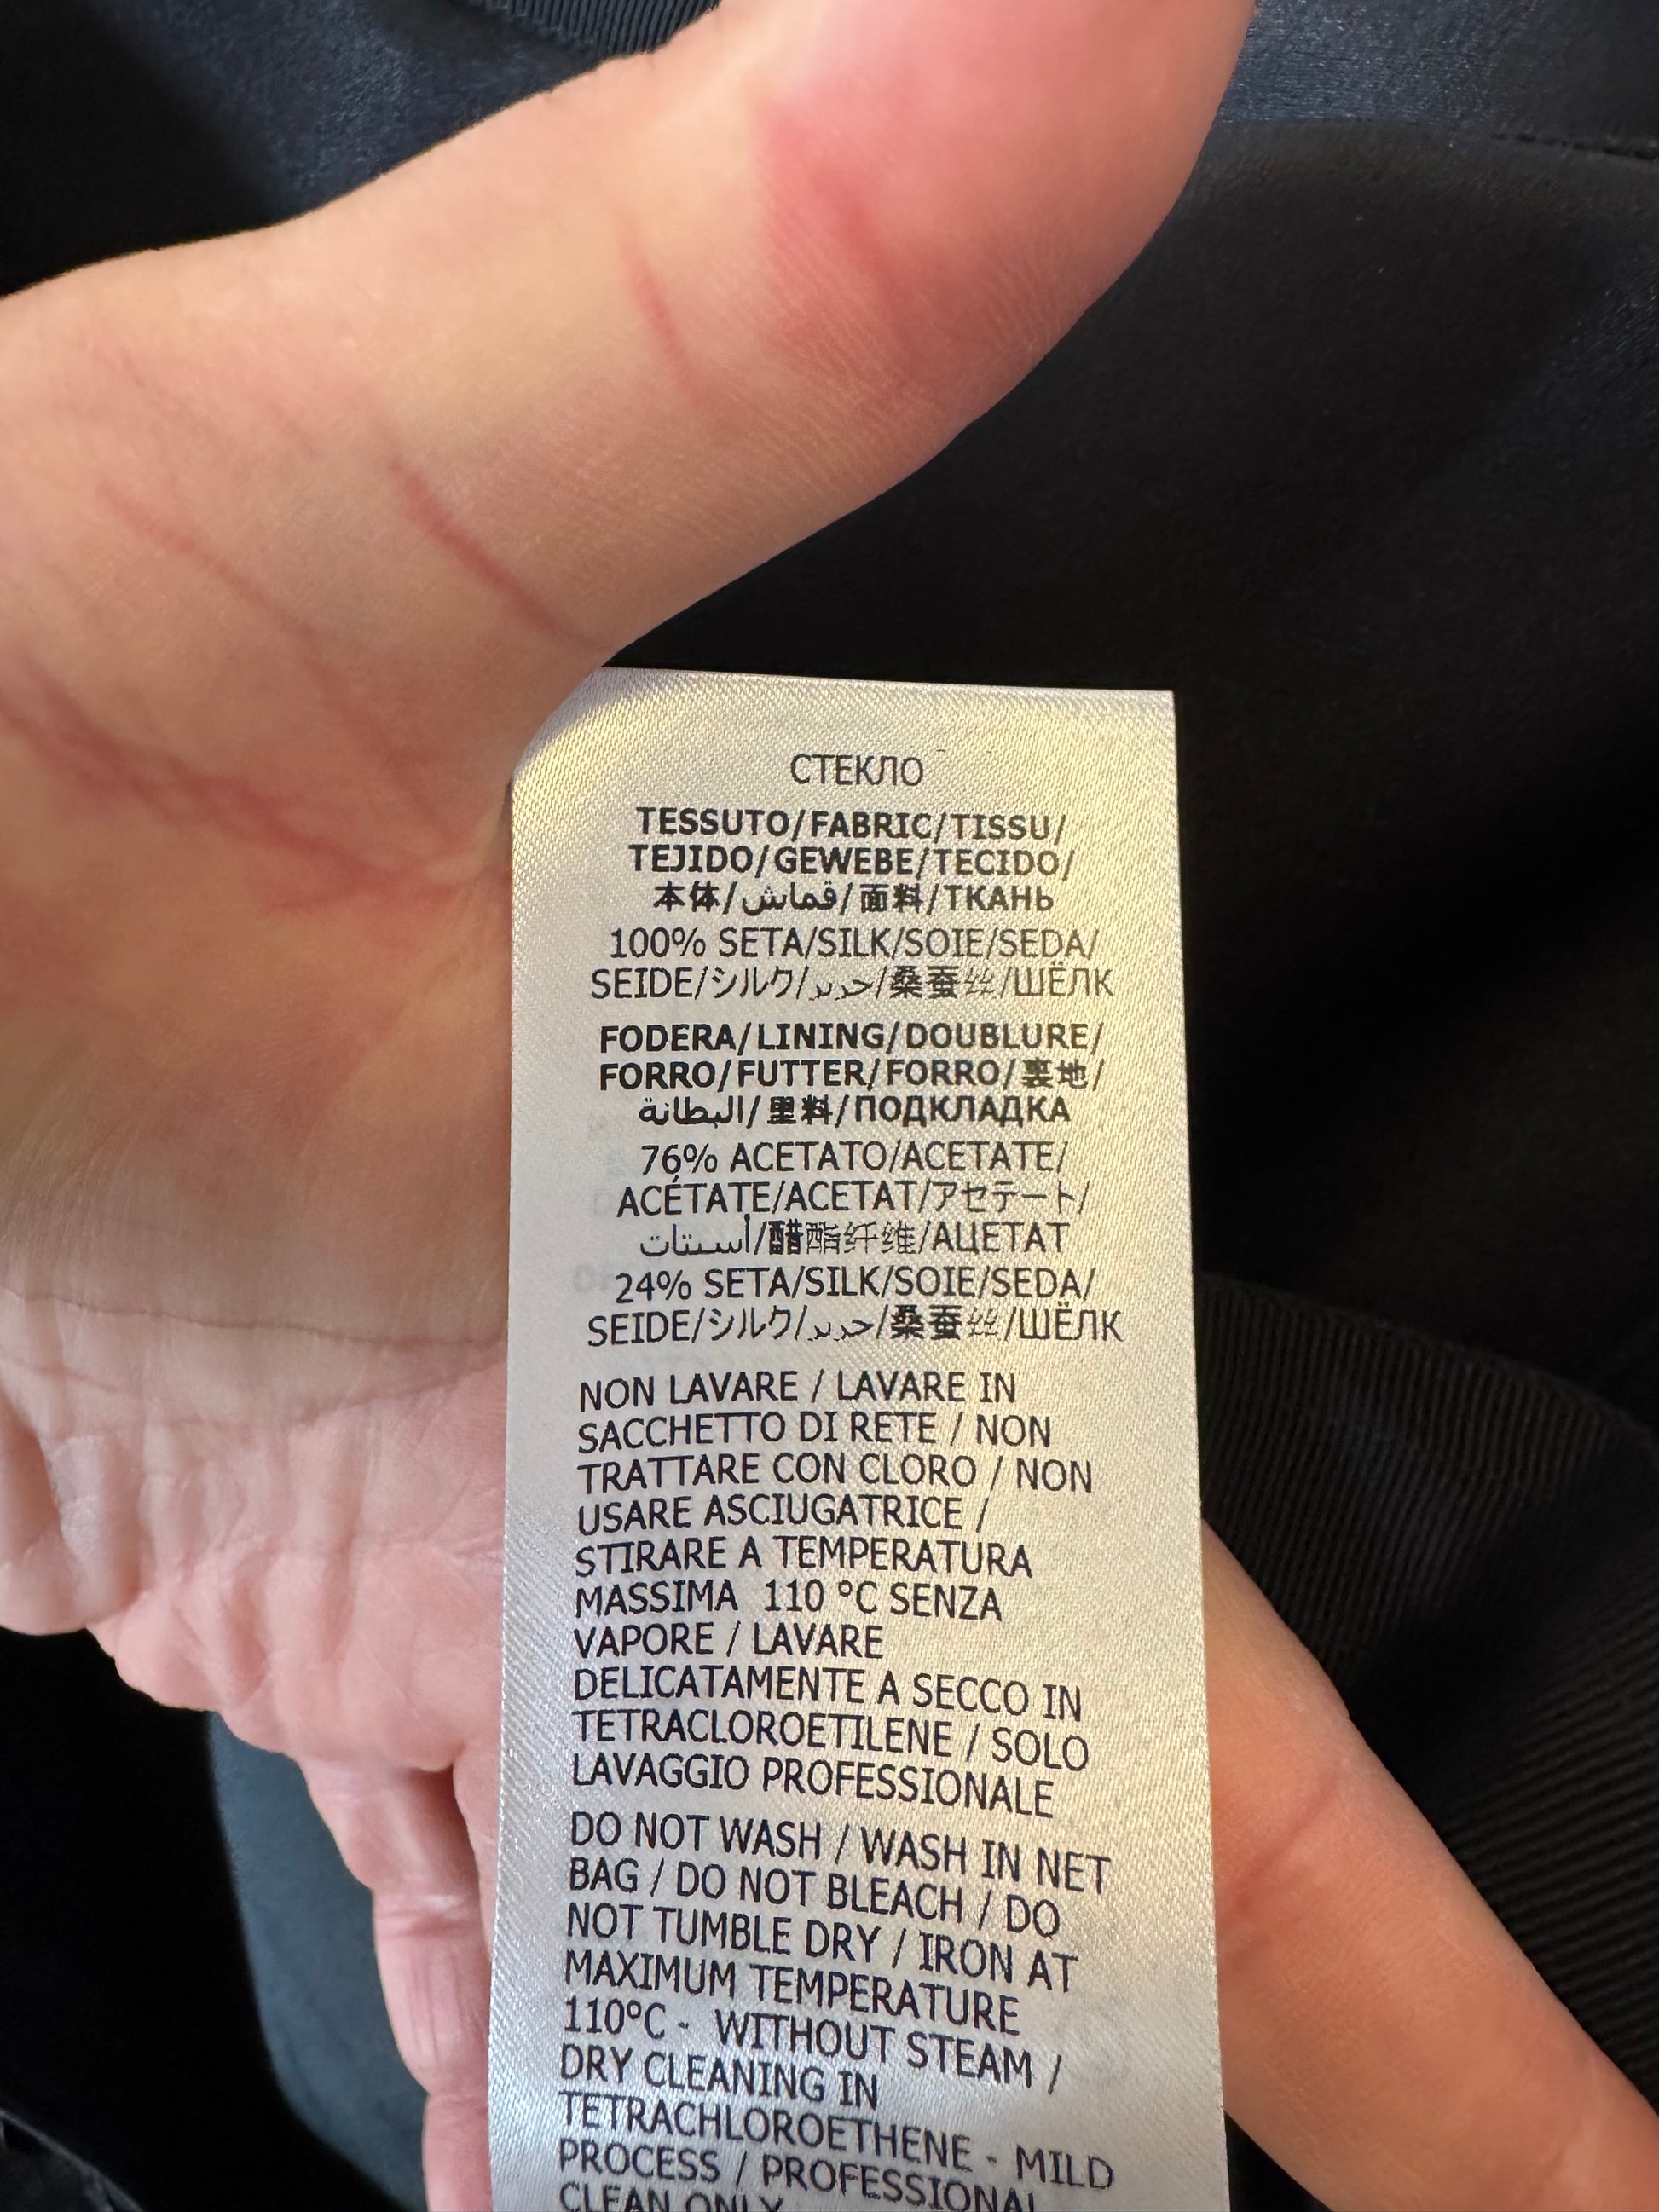 СТЕКЛО
TESSUTO/FABRIC/TISSU/
TEJIDO/GEWEBE/TECIDO/
本体/قماش/面料/ТКАНЬ
100% SETA/SILK/SOIE/SEDA/
SEIDE/シルク/حرير/桑蚕丝/ШЁЛК
FODERA/LINING/DOUBLURE/
FORRO/FUTTER/FORRO/裏地/
البطانة/里料/ПОДКЛАДКА
76% ACETATO/ACETATE/
ACÉTATE/ACETAT/アセテート/
أسيتات/醋酯纤维/АЦЕТАТ
24% SETA/SILK/SOIE/SEDA/
SEIDE/シルク/حرير/桑蚕丝/ШЁЛК
NON LAVARE / LAVARE IN
SACCHETTO DI RETE / NON
TRATTARE CON CLORO / NON
USARE ASCIUGATRICE /
STIRARE A TEMPERATURA
MASSIMA 110 °C SENZA
VAPORE / LAVARE
DELICATAMENTE A SECCO IN
TETRACLOROETILENE / SOLO
LAVAGGIO PROFESSIONALE
DO NOT WASH / WASH IN NET
BAG / DO NOT BLEACH / DO
NOT TUMBLE DRY / IRON AT
MAXIMUM TEMPERATURE
110°C - WITHOUT STEAM /
DRY CLEANING IN
TETRACHLOROETHENE - MILD
PROCESS / PROFESSIONAL
CLEAN ONLY